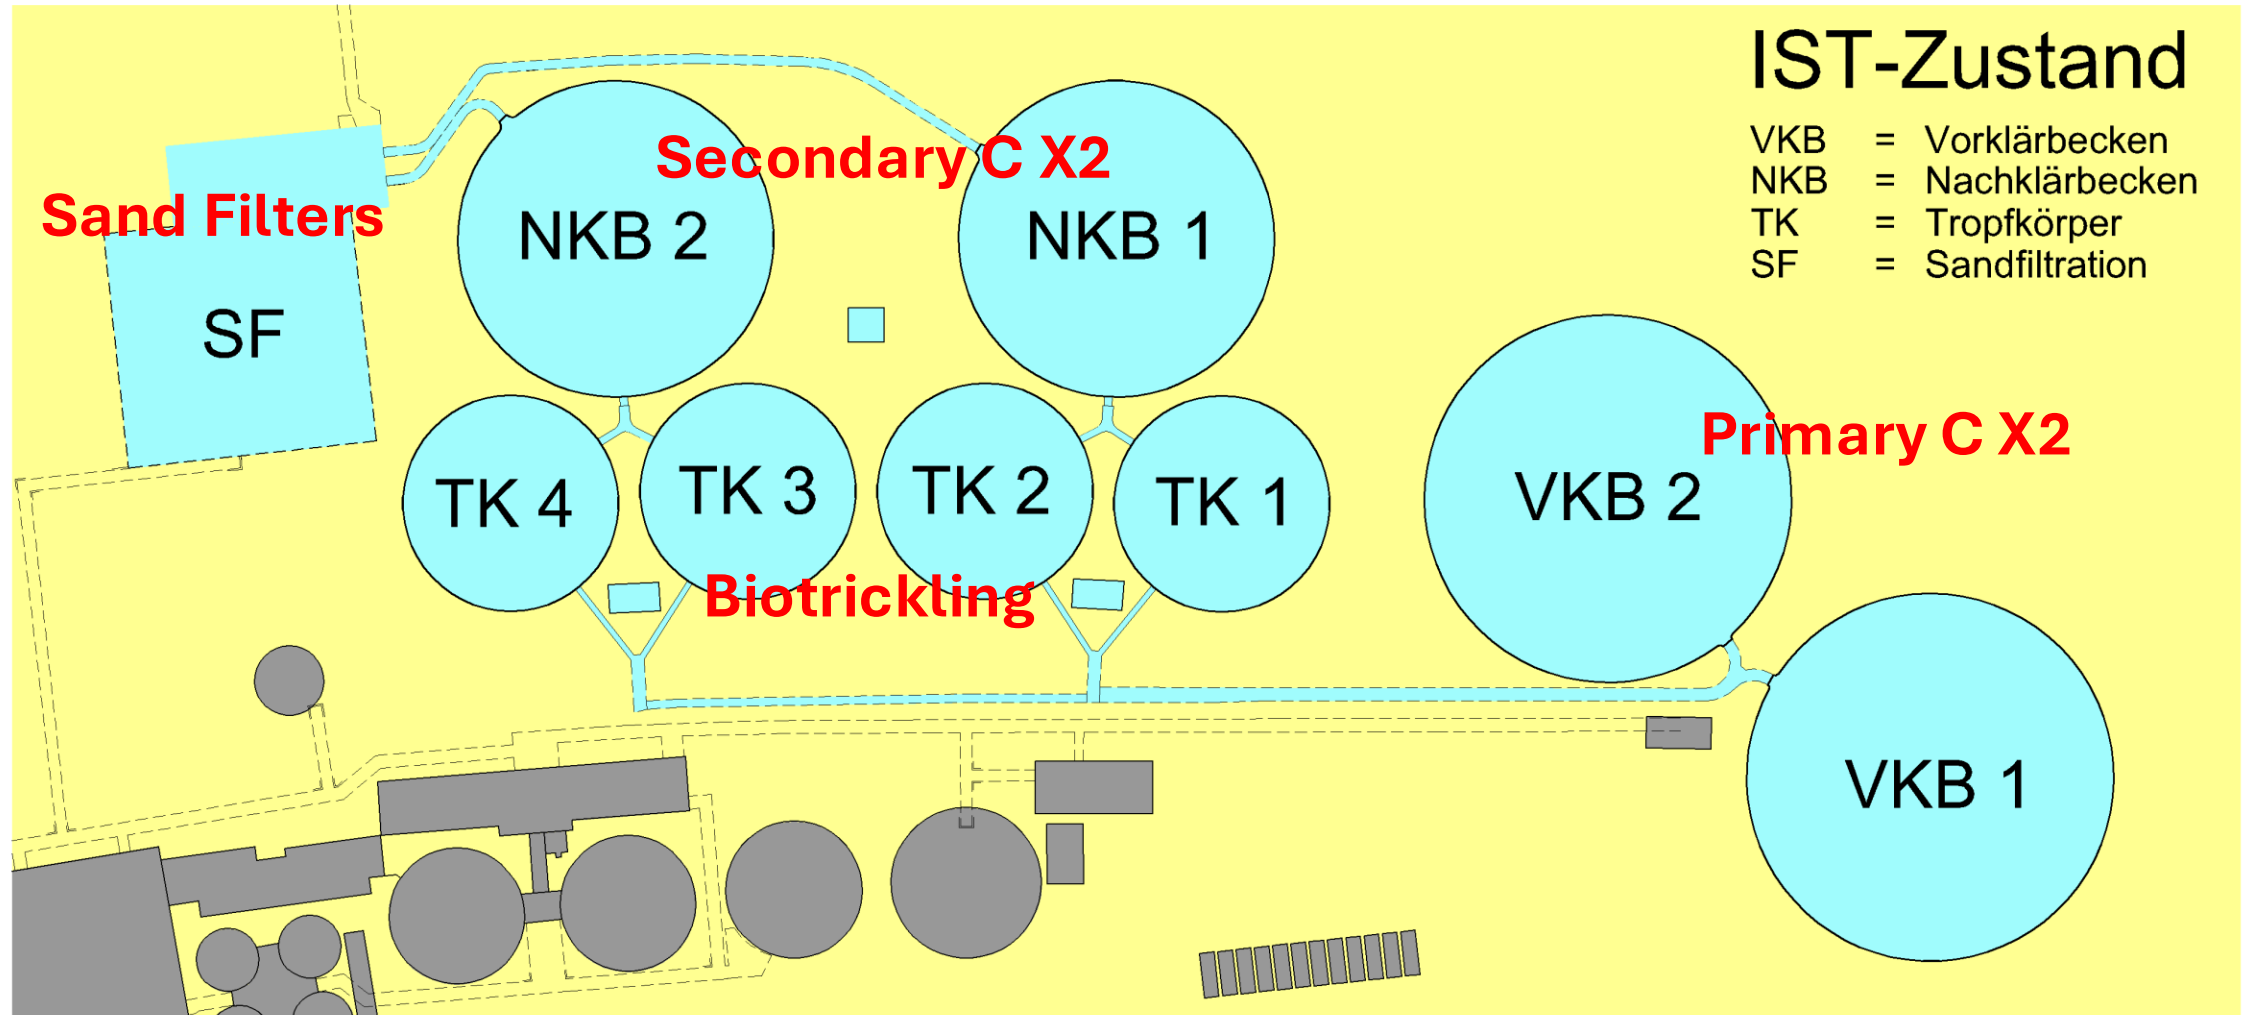 IST-Zustand
VKB = Vorklärbecken
NKB = Nachklärbecken
TK = Tropfkörper
SF = Sandfiltration
Secondary C X2
Sand Filters
NKB 2
NKB 1
SF
Primary C X2
TK 4
TK 3
TK 2
TK 1
VKB 2
Biotrickling
VKB 1